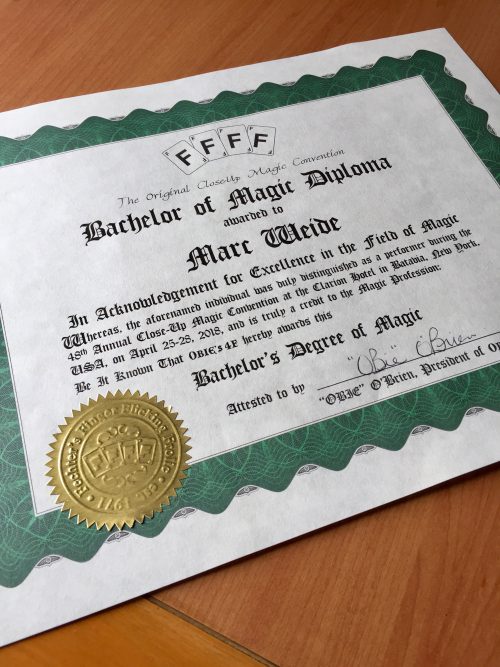 F F F F
The Original CloseUp Magic Convention
Bachelor of Magic Diploma
awarded to
Marc Weide
In Acknowledgement for Excellence in the Field of Magic
Whereas, the aforenamed individual was duly distinguished as a performer during the
48th Annual Close-Up Magic Convention at the Clarion Hotel in Batavia, New York,
USA, on April 25-28, 2018, and is truly a credit to the Magic Profession:
Be It Known That OBIE's 4F hereby awards this
Bachelor's Degree of Magic
"OBie" O'Brien
Attested to by
"OBIE" O'Brien, President of
Fechter's Finger Flicking Frolic
Est. 1971